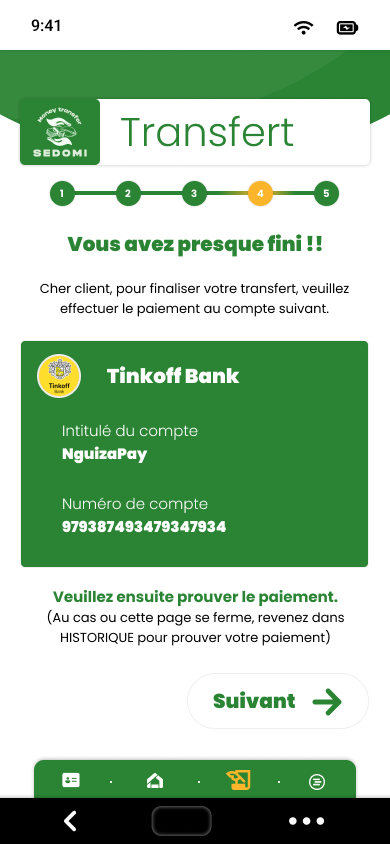 9:41
Money transfer
SEDOMI
Transfert
1 2 3 4 5
Vous avez presque fini !!
Cher client, pour finaliser votre transfert, veuillez
effectuer le paiement au compte suivant.
Tinkoff
Bank
Tinkoff Bank
Intitulé du compte
NguizaPay
Numéro de compte
979387493479347934
Veuillez ensuite prouver le paiement.
(Au cas ou cette page se ferme, revenez dans
HISTORIQUE pour prouver votre paiement)
Suivant